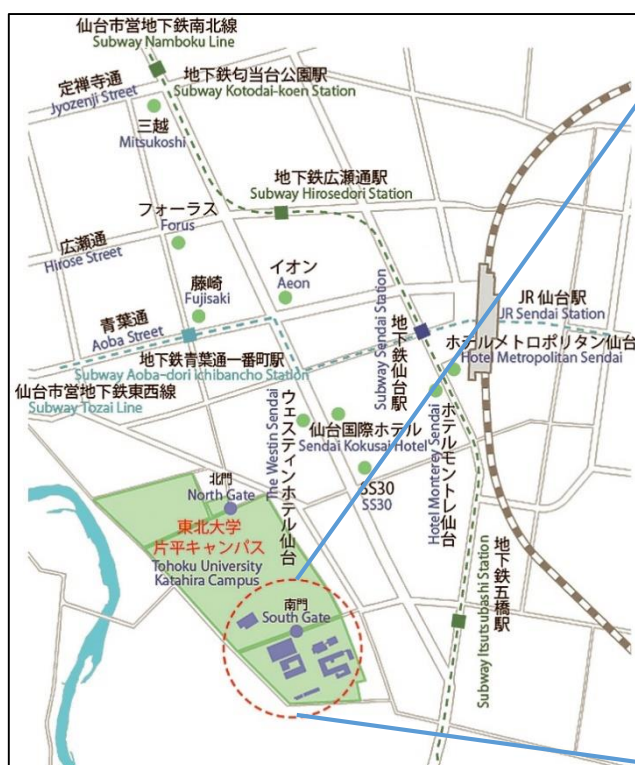 仙台市営地下鉄南北線
Subway Namboku Line
定禅寺通
Jyozenji Street
地下鉄匂当台公園駅
Subway Kotodai-koen Station
三越
Mitsukoshi
地下鉄広瀬通駅
Subway Hirosedori Station
フォーラス
Forus
広瀬通
Hirose Street
藤崎
Fujisaki
イオン
Aeon
青葉通
Aoba Street
地下鉄仙台駅
Subway Sendai Station
JR 仙台駅
JR Sendai Station
ホテルメトロポリタン仙台
Hotel Metropolitan Sendai
地下鉄青葉通一番町駅
Subway Aoba-dori Ichibancho Station
仙台市営地下鉄東西線
Subway Tozai Line
ウェスティンホテル仙台
The Westin Sendai
仙台国際ホテル
Sendai Kokusai Hotel
ホテルモントレ仙台
Hotel Monterey Sendai
SS30
SS30
北門
North Gate
東北大学
片平キャンパス
Tohoku University
Katahira Campus
南門
South Gate
地下鉄五橋駅
Subway Itsutsubashi Station